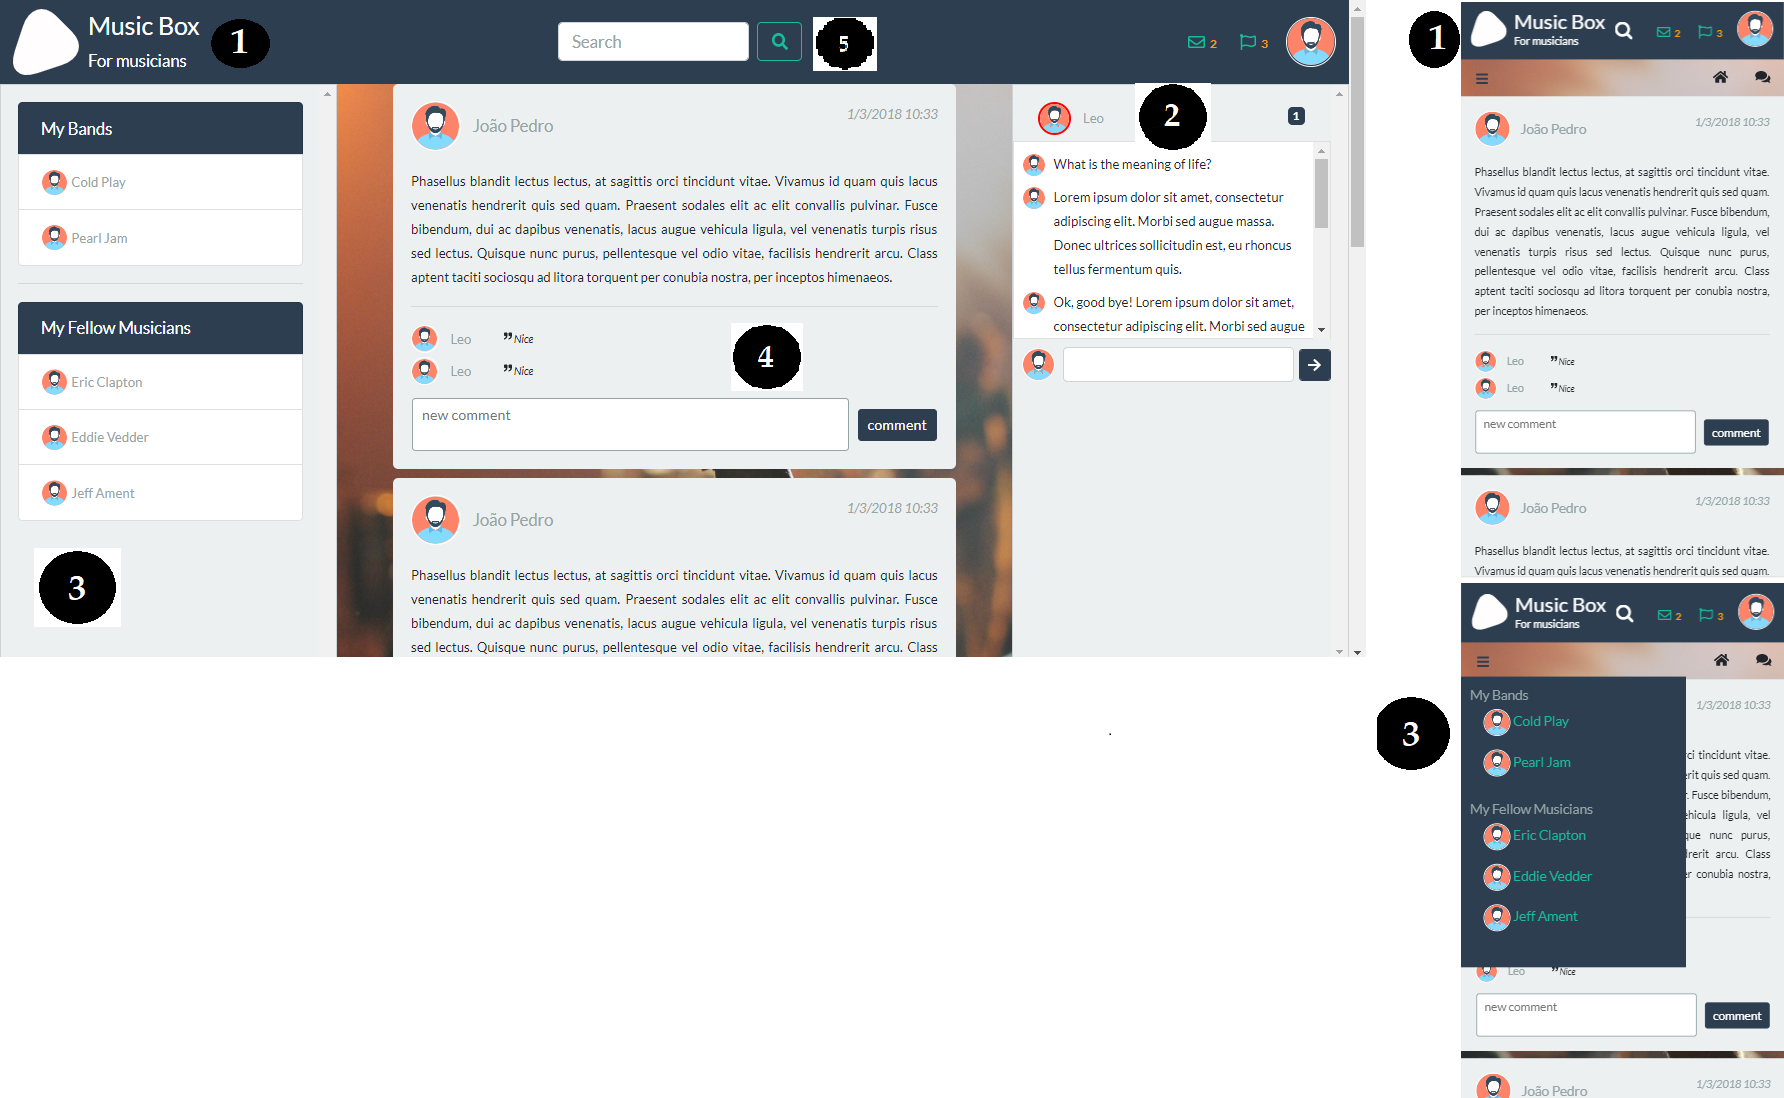 Music Box
For musicians
1
Search
5
2
3
My Bands
Cold Play
Pearl Jam
My Fellow Musicians
Eric Clapton
Eddie Vedder
Jeff Ament
3
João Pedro
1/3/2018 10:33
Phasellus blandit lectus lectus, at sagittis orci tincidunt vitae. Vivamus id quam quis lacus
venenatis hendrerit quis sed quam. Praesent sodales elit ac elit convallis pulvinar. Fusce
bibendum, dui ac dapibus venenatis, lacus augue vehicula ligula, vel venenatis turpis risus
sed lectus. Quisque nunc purus, pellentesque vel odio vitae, facilisis hendrerit arcu. Class
aptent taciti sociosqu ad litora torquent per conubia nostra, per inceptos himenaeos.
Leo
” Nice
Leo
” Nice
4
new comment
comment
João Pedro
1/3/2018 10:33
Phasellus blandit lectus lectus, at sagittis orci tincidunt vitae. Vivamus id quam quis lacus
venenatis hendrerit quis sed quam. Praesent sodales elit ac elit convallis pulvinar. Fusce
bibendum, dui ac dapibus venenatis, lacus augue vehicula ligula, vel venenatis turpis risus
sed lectus. Quisque nunc purus, pellentesque vel odio vitae, facilisis hendrerit arcu. Class
Leo
2
1
What is the meaning of life?
Lorem ipsum dolor sit amet, consectetur
adipiscing elit. Morbi sed augue massa.
Donec ultrices sollicitudin est, eu rhoncus
tellus fermentum quis.
Ok, good bye! Lorem ipsum dolor sit amet,
consectetur adipiscing elit. Morbi sed augue
.
1
Music Box
For musicians
2
3
João Pedro
1/3/2018 10:33
Phasellus blandit lectus lectus, at sagittis orci tincidunt vitae.
Vivamus id quam quis lacus venenatis hendrerit quis sed quam.
Praesent sodales elit ac elit convallis pulvinar. Fusce bibendum,
dui ac dapibus venenatis, lacus augue vehicula ligula, vel
venenatis turpis risus sed lectus. Quisque nunc purus,
pellentesque vel odio vitae, facilisis hendrerit arcu. Class
aptent taciti sociosqu ad litora torquent per conubia nostra,
per inceptos himenaeos.
Leo
” Nice
Leo
” Nice
new comment
comment
João Pedro
1/3/2018 10:33
Phasellus blandit lectus lectus, at sagittis orci tincidunt vitae.
Vivamus id quam quis lacus venenatis hendrerit quis sed quam.
Music Box
For musicians
2
3
3
My Bands
Cold Play
Pearl Jam
My Fellow Musicians
Eric Clapton
Eddie Vedder
Jeff Ament
1/3/2018 10:33
rci tincidunt vitae.
erit quis sed quam.
r. Fusce bibendum,
ehicula ligula, vel
que nunc purus,
drerit arcu. Class
er conubia nostra,
Leo
” Nice
new comment
comment
João Pedro
1/3/2018 10:33